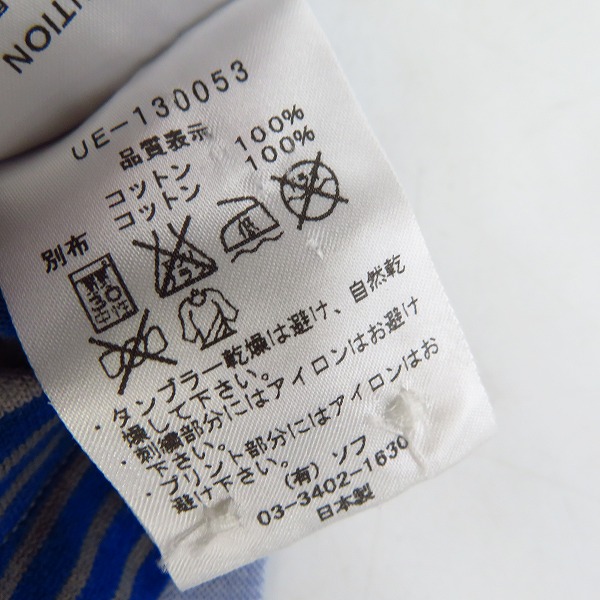 ITION
UE-130053
品質表示
コットン 100%
別布 コットン 100%
低
・タンブラー乾燥は避け、自然乾
燥して下さい。
・刺繍部分にはアイロンはお避け
下さい。
・プリント部分にはアイロンはお
避け下さい。
(有) ソフ
03-3402-1630
日本製